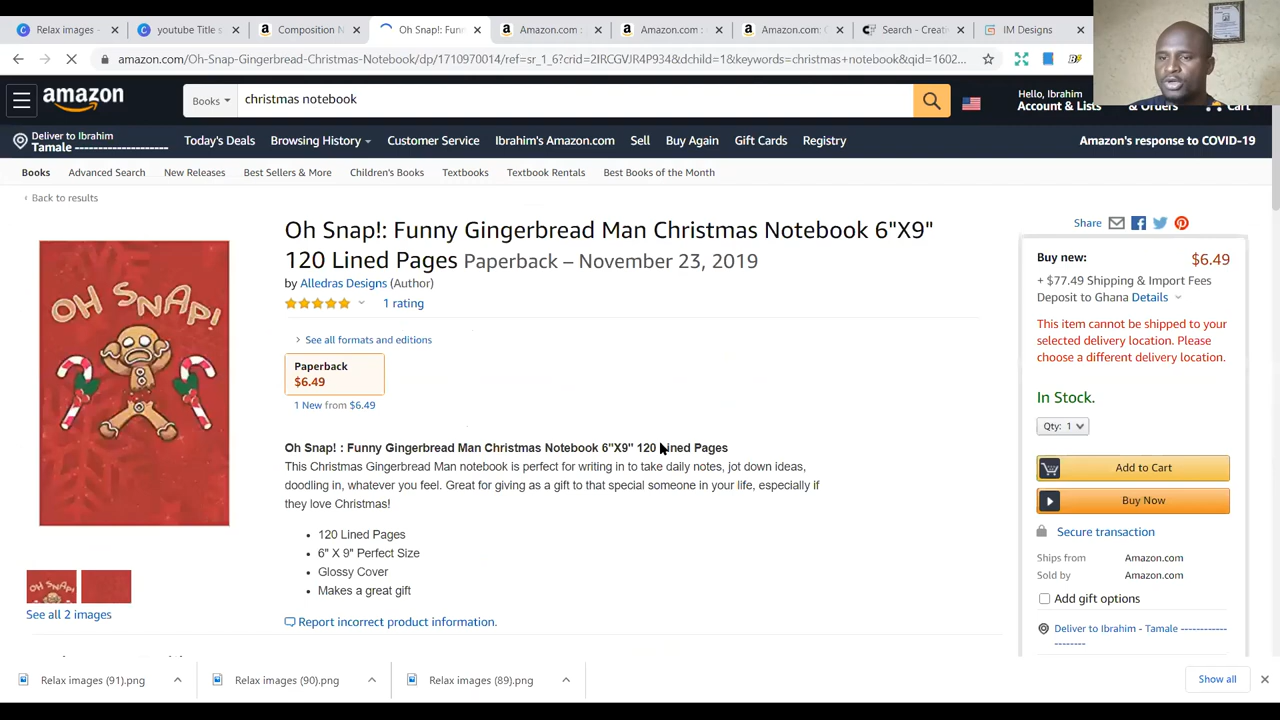 Relax images -
youtube Title s
Composition N
Oh Snap!: Funn
Amazon.com :
Amazon.com :
Amazon.com: C
Search - Create
IM Designs
amazon.com/Oh-Snap-Gingerbread-Christmas-Notebook/dp/1710970014/ref=sr_1_6?crid=2IRCGVJR4P934&dchild=1&keywords=christmas+notebook&qid=1602...
amazon
Books
christmas notebook
Hello, Ibrahim
Account & Lists
& Orders
Cart
Deliver to Ibrahim
Tamale --------------------
Today's Deals
Browsing History
Customer Service
Ibrahim's Amazon.com
Sell
Buy Again
Gift Cards
Registry
Amazon's response to COVID-19
Books
Advanced Search
New Releases
Best Sellers & More
Children's Books
Textbooks
Textbook Rentals
Best Books of the Month
‹ Back to results
Share
OH SNAP!
Oh Snap!: Funny Gingerbread Man Christmas Notebook 6"X9"
120 Lined Pages Paperback – November 23, 2019
by Alledras Designs (Author)
1 rating
See all formats and editions
Paperback
$6.49
1 New from $6.49
Oh Snap! : Funny Gingerbread Man Christmas Notebook 6"X9" 120 Lined Pages
This Christmas Gingerbread Man notebook is perfect for writing in to take daily notes, jot down ideas,
doodling in, whatever you feel. Great for giving as a gift to that special someone in your life, especially if
they love Christmas!
• 120 Lined Pages
• 6" X 9" Perfect Size
• Glossy Cover
• Makes a great gift
Report incorrect product information.
OH SNAP!
See all 2 images
Buy new: $6.49
+ $77.49 Shipping & Import Fees
Deposit to Ghana Details
This item cannot be shipped to your
selected delivery location. Please
choose a different delivery location.
In Stock.
Qty: 1
Add to Cart
Buy Now
Secure transaction
Ships from Amazon.com
Sold by Amazon.com
Add gift options
Deliver to Ibrahim - Tamale ------------
--------
Relax images (91).png
Relax images (90).png
Relax images (89).png
Show all